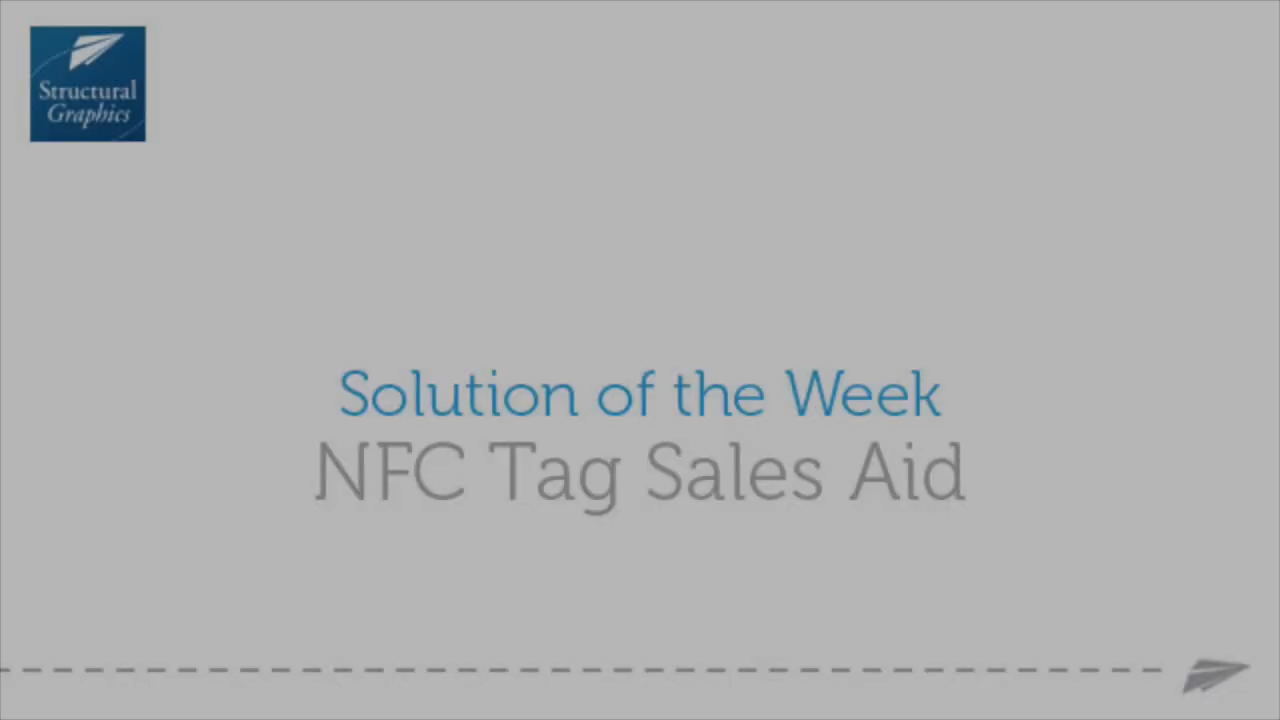 Structural
Graphics
Solution of the Week
NFC Tag Sales Aid